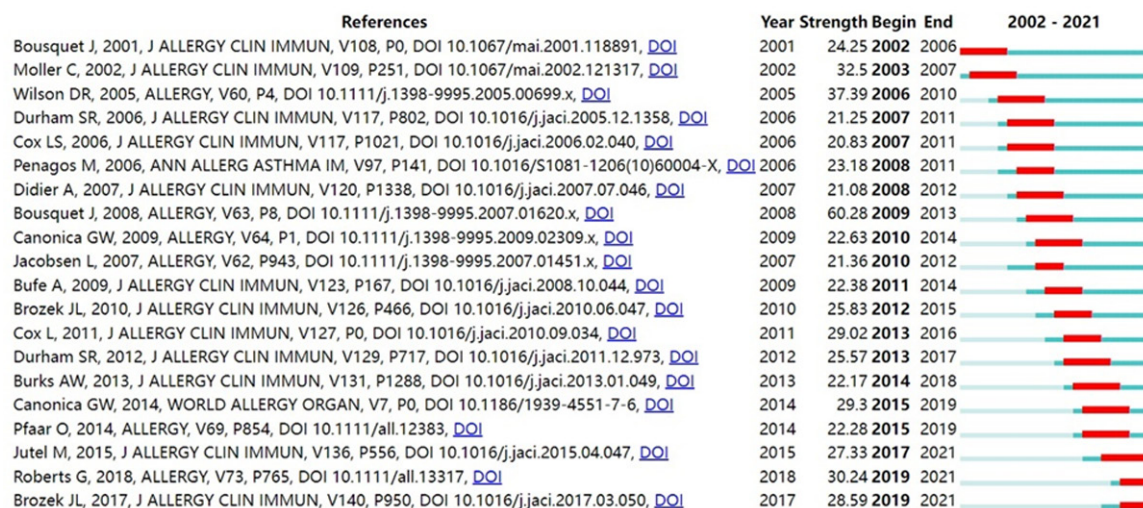 References Year Strength Begin End 2002 - 2021
Bousquet J, 2001, J ALLERGY CLIN IMMUN, V108, P0, DOI 10.1067/mai.2001.118891, DOI 2001 24.25 2002 2006
Moller C, 2002, J ALLERGY CLIN IMMUN, V109, P251, DOI 10.1067/mai.2002.121317, DOI 2002 32.5 2003 2007
Wilson DR, 2005, ALLERGY, V60, P4, DOI 10.1111/j.1398-9995.2005.00699.x, DOI 2005 37.39 2006 2010
Durham SR, 2006, J ALLERGY CLIN IMMUN, V117, P802, DOI 10.1016/j.jaci.2005.12.1358, DOI 2006 21.25 2007 2011
Cox LS, 2006, J ALLERGY CLIN IMMUN, V117, P1021, DOI 10.1016/j.jaci.2006.02.040, DOI 2006 20.83 2007 2011
Penagos M, 2006, ANN ALLERG ASTHMA IM, V97, P141, DOI 10.1016/S1081-1206(10)60004-X, DOI 2006 23.18 2008 2011
Didier A, 2007, J ALLERGY CLIN IMMUN, V120, P1338, DOI 10.1016/j.jaci.2007.07.046, DOI 2007 21.08 2008 2012
Bousquet J, 2008, ALLERGY, V63, P8, DOI 10.1111/j.1398-9995.2007.01620.x, DOI 2008 60.28 2009 2013
Canonica GW, 2009, ALLERGY, V64, P1, DOI 10.1111/j.1398-9995.2009.02309.x, DOI 2009 22.63 2010 2014
Jacobsen L, 2007, ALLERGY, V62, P943, DOI 10.1111/j.1398-9995.2007.01451.x, DOI 2007 21.36 2010 2012
Bufe A, 2009, J ALLERGY CLIN IMMUN, V123, P167, DOI 10.1016/j.jaci.2008.10.044, DOI 2009 22.38 2011 2014
Brozek JL, 2010, J ALLERGY CLIN IMMUN, V126, P466, DOI 10.1016/j.jaci.2010.06.047, DOI 2010 25.83 2012 2015
Cox L, 2011, J ALLERGY CLIN IMMUN, V127, P0, DOI 10.1016/j.jaci.2010.09.034, DOI 2011 29.02 2013 2016
Durham SR, 2012, J ALLERGY CLIN IMMUN, V129, P717, DOI 10.1016/j.jaci.2011.12.973, DOI 2012 25.57 2013 2017
Burks AW, 2013, J ALLERGY CLIN IMMUN, V131, P1288, DOI 10.1016/j.jaci.2013.01.049, DOI 2013 22.17 2014 2018
Canonica GW, 2014, WORLD ALLERGY ORGAN, V7, P0, DOI 10.1186/1939-4551-7-6, DOI 2014 29.3 2015 2019
Pfaar O, 2014, ALLERGY, V69, P854, DOI 10.1111/all.12383, DOI 2014 22.28 2015 2019
Jutel M, 2015, J ALLERGY CLIN IMMUN, V136, P556, DOI 10.1016/j.jaci.2015.04.047, DOI 2015 27.33 2017 2021
Roberts G, 2018, ALLERGY, V73, P765, DOI 10.1111/all.13317, DOI 2018 30.24 2019 2021
Brozek JL, 2017, J ALLERGY CLIN IMMUN, V140, P950, DOI 10.1016/j.jaci.2017.03.050, DOI 2017 28.59 2019 2021